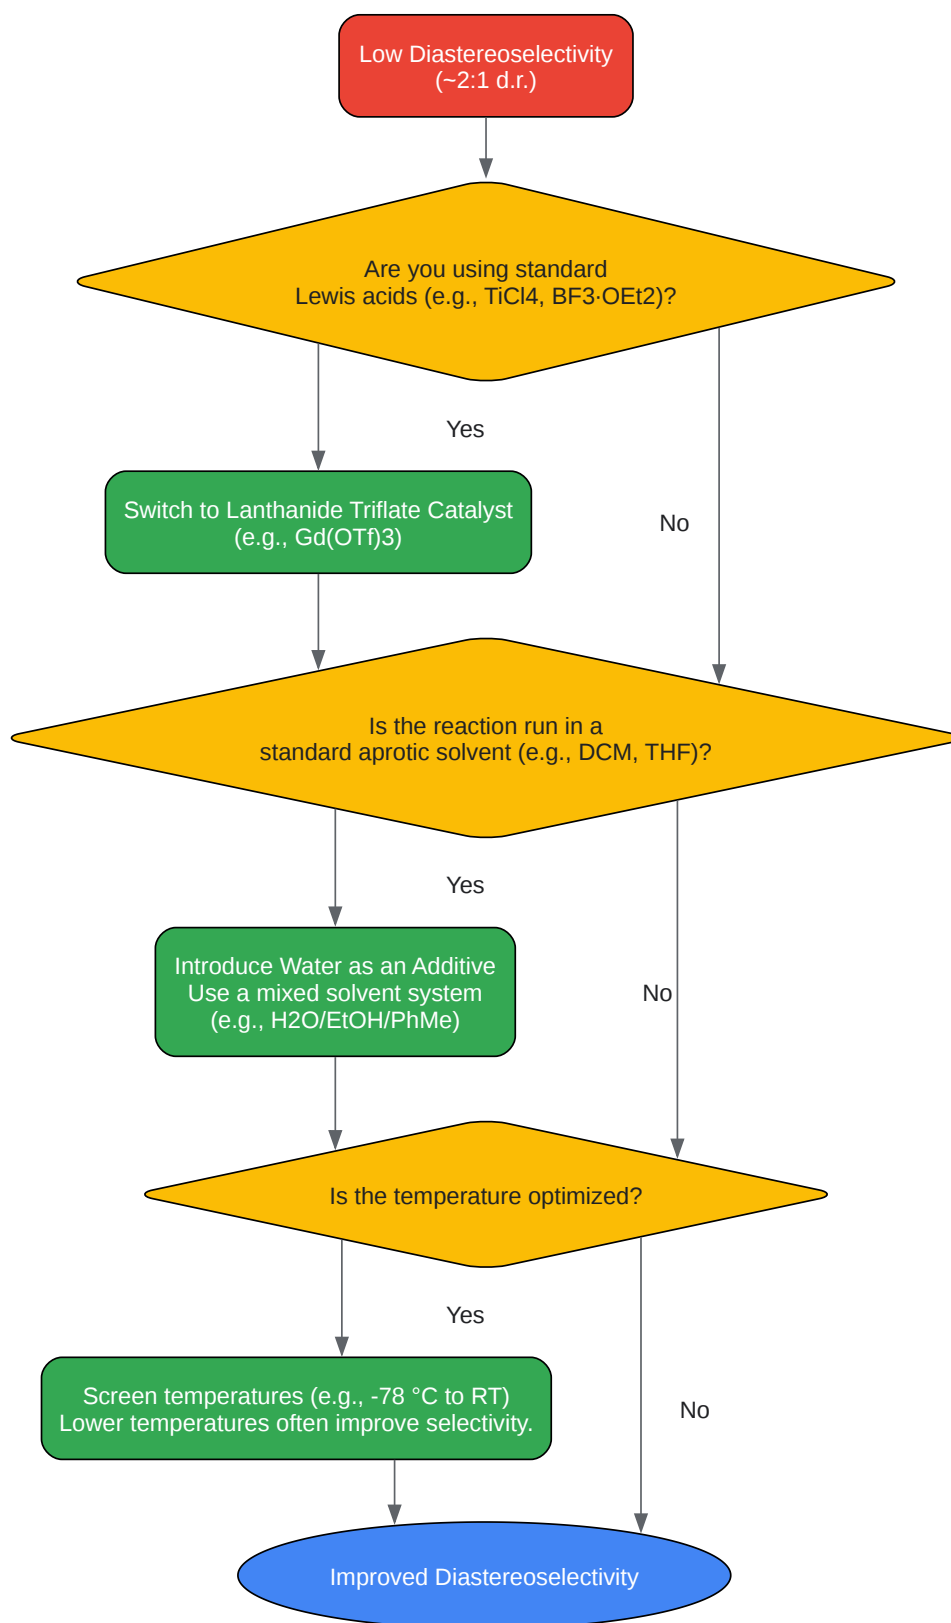 Low Diastereoselectivity
(~2:1 d.r.)
Are you using standard
Lewis acids (e.g., TiCl4, BF3·OEt2)?
Yes
Switch to Lanthanide Triflate Catalyst
(e.g., Gd(OTf)3)
No
Is the reaction run in a
standard aprotic solvent (e.g., DCM, THF)?
Yes
Introduce Water as an Additive
Use a mixed solvent system
(e.g., H2O/EtOH/PhMe)
No
Is the temperature optimized?
Yes
Screen temperatures (e.g., -78 °C to RT)
Lower temperatures often improve selectivity.
No
Improved Diastereoselectivity